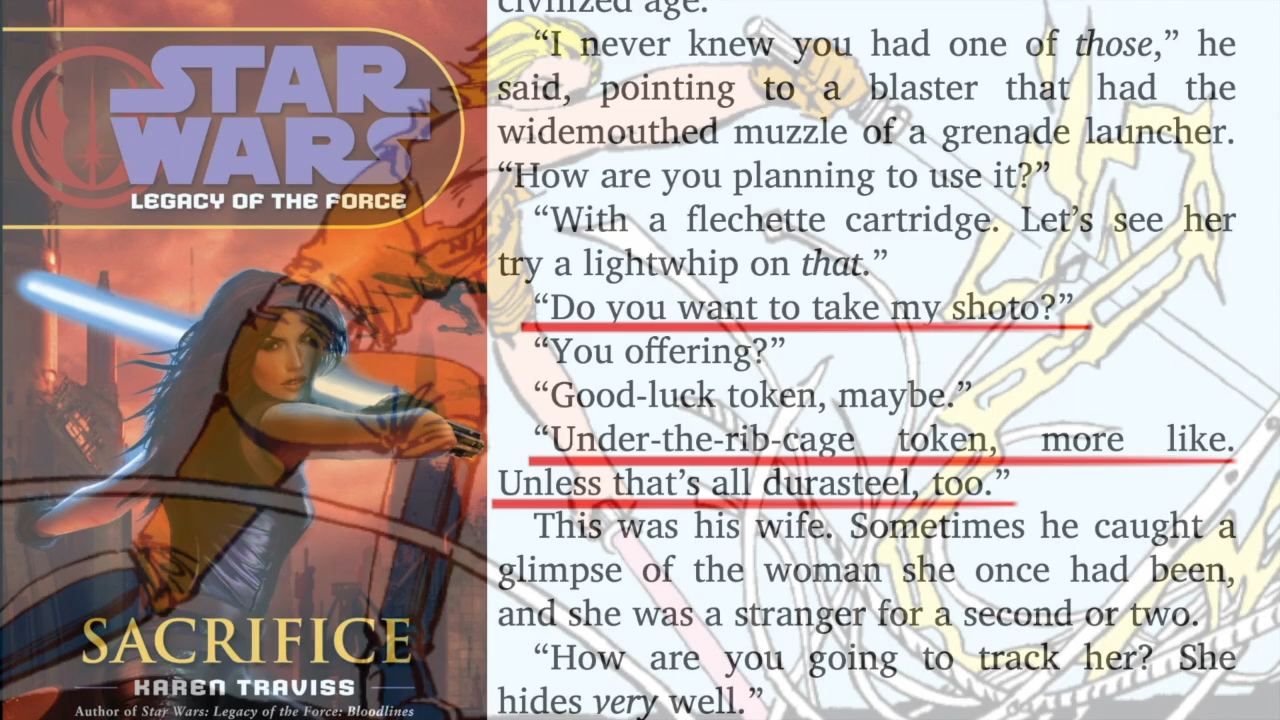 STAR
WARS
LEGACY OF THE FORCE
SACRIFICE
KAREN TRAVISS
Author of Star Wars: Legacy of the Force: Bloodlines
civilized age.
“I never knew you had one of those,” he
said, pointing to a blaster that had the
widemouthed muzzle of a grenade launcher.
“How are you planning to use it?”
“With a flechette cartridge. Let’s see her
try a lightwhip on that.”
“Do you want to take my shoto?”
“You offering?”
“Good-luck token, maybe.”
“Under-the-rib-cage token, more like.
Unless that’s all durasteel, too.”
This was his wife. Sometimes he caught a
glimpse of the woman she once had been,
and she was a stranger for a second or two.
“How are you going to track her? She
hides very well.”